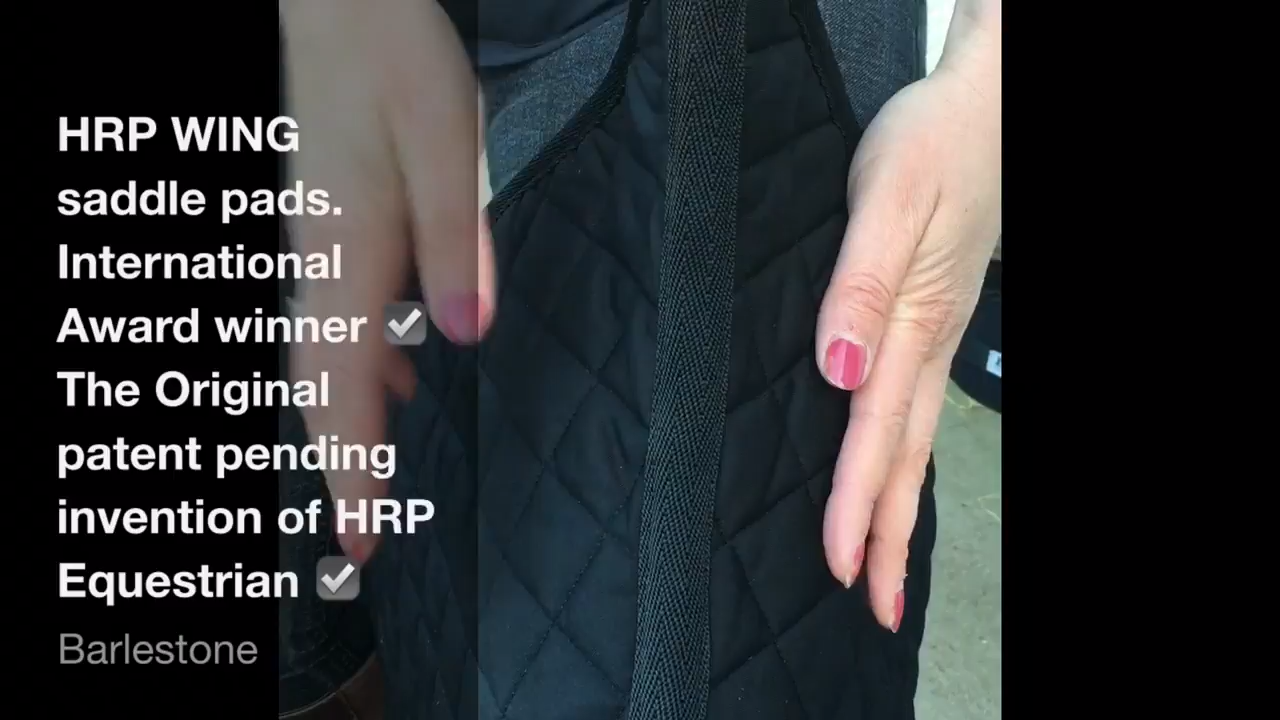 HRP WING
saddle pads.
International
Award winner ✅
The Original
patent pending
invention of HRP
Equestrian ✅
Barlestone